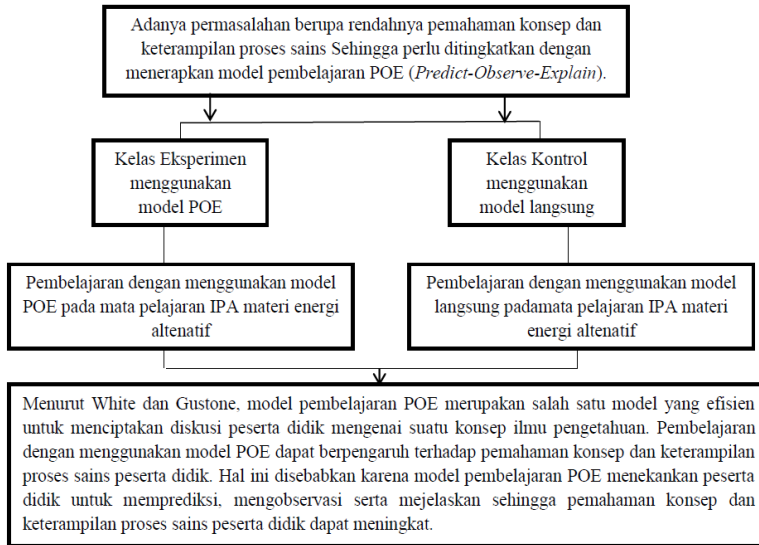 Adanya permasalahan berupa rendahnya pemahaman konsep dan
keterampilan proses sains Sehingga perlu ditingkatkan dengan
menerapkan model pembelajaran POE (Predict-Observe-Explain).
Kelas Eksperimen
menggunakan
model POE
Kelas Kontrol
menggunakan
model langsung
Pembelajaran dengan menggunakan model
POE pada mata pelajaran IPA materi energi
altenatif
Pembelajaran dengan menggunakan model
langsung padamata pelajaran IPA materi
energi altenatif
Menurut White dan Gustone, model pembelajaran POE merupakan salah satu model yang efisien
untuk menciptakan diskusi peserta didik mengenai suatu konsep ilmu pengetahuan. Pembelajaran
dengan menggunakan model POE dapat berpengaruh terhadap pemahaman konsep dan keterampilan
proses sains peserta didik. Hal ini disebabkan karena model pembelajaran POE menekankan peserta
didik untuk memprediksi, mengobservasi serta mejelaskan sehingga pemahaman konsep dan
keterampilan proses sains peserta didik dapat meningkat.